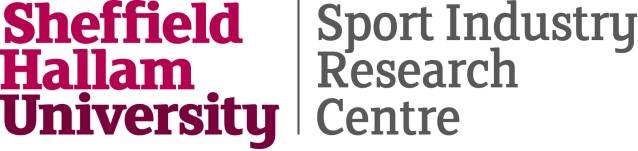 Sheffield
Hallam
University
Sport Industry
Research
Centre